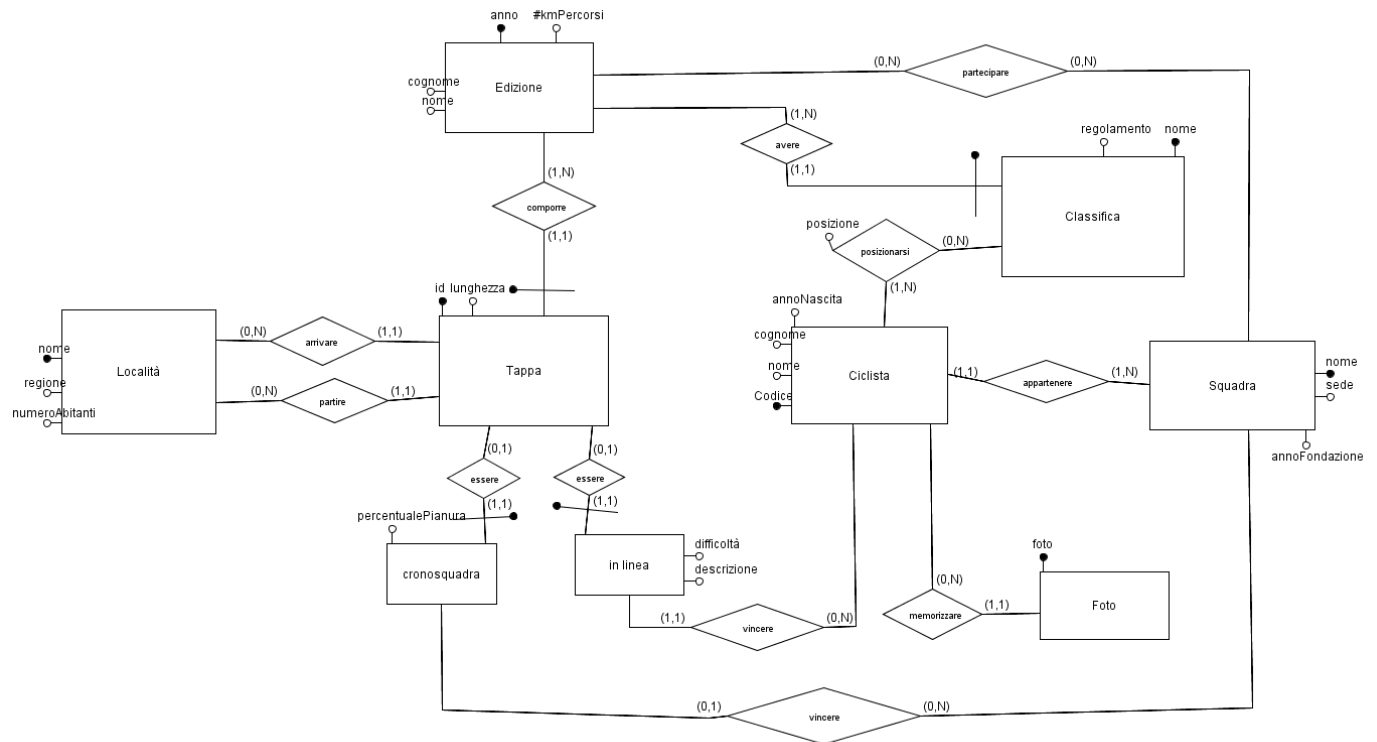 anno #kmPercorsi
(0,N) partecipare (0,N)
cognome
nome
Edizione
(1,N)
avere
(1,1)
regolamento nome
Classifica
(1,N)
comporre
(1,1)
posizione
posizionarsi
(0,N)
(1,N)
id lunghezza
annoNascita
cognome
nome
Codice
Ciclista
nome
regione
numeroAbitanti
Località
(0,N) arrivare (1,1)
(0,N) partire (1,1)
Tappa
(1,1) appartenere (1,N)
Squadra
nome
sede
annoFondazione
(0,1)
essere
(1,1)
(0,1)
essere
(1,1)
percentualePianura
cronosquadra
in linea
difficoltà
descrizione
foto
(0,N)
memorizzare
(1,1)
Foto
(1,1) vincere (0,N)
(0,1) vincere (0,N)